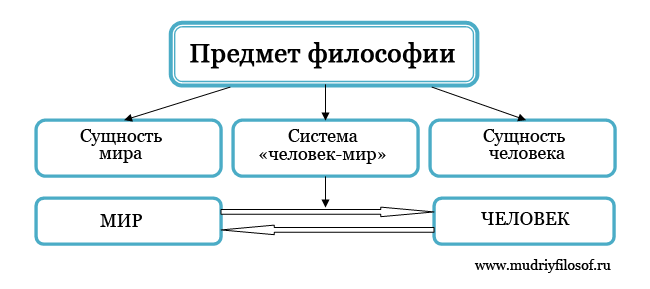 Предмет философии
Сущность
мира
Система
«человек-мир»
Сущность
человека
МИР
ЧЕЛОВЕК
www.mudriyfilosof.ru